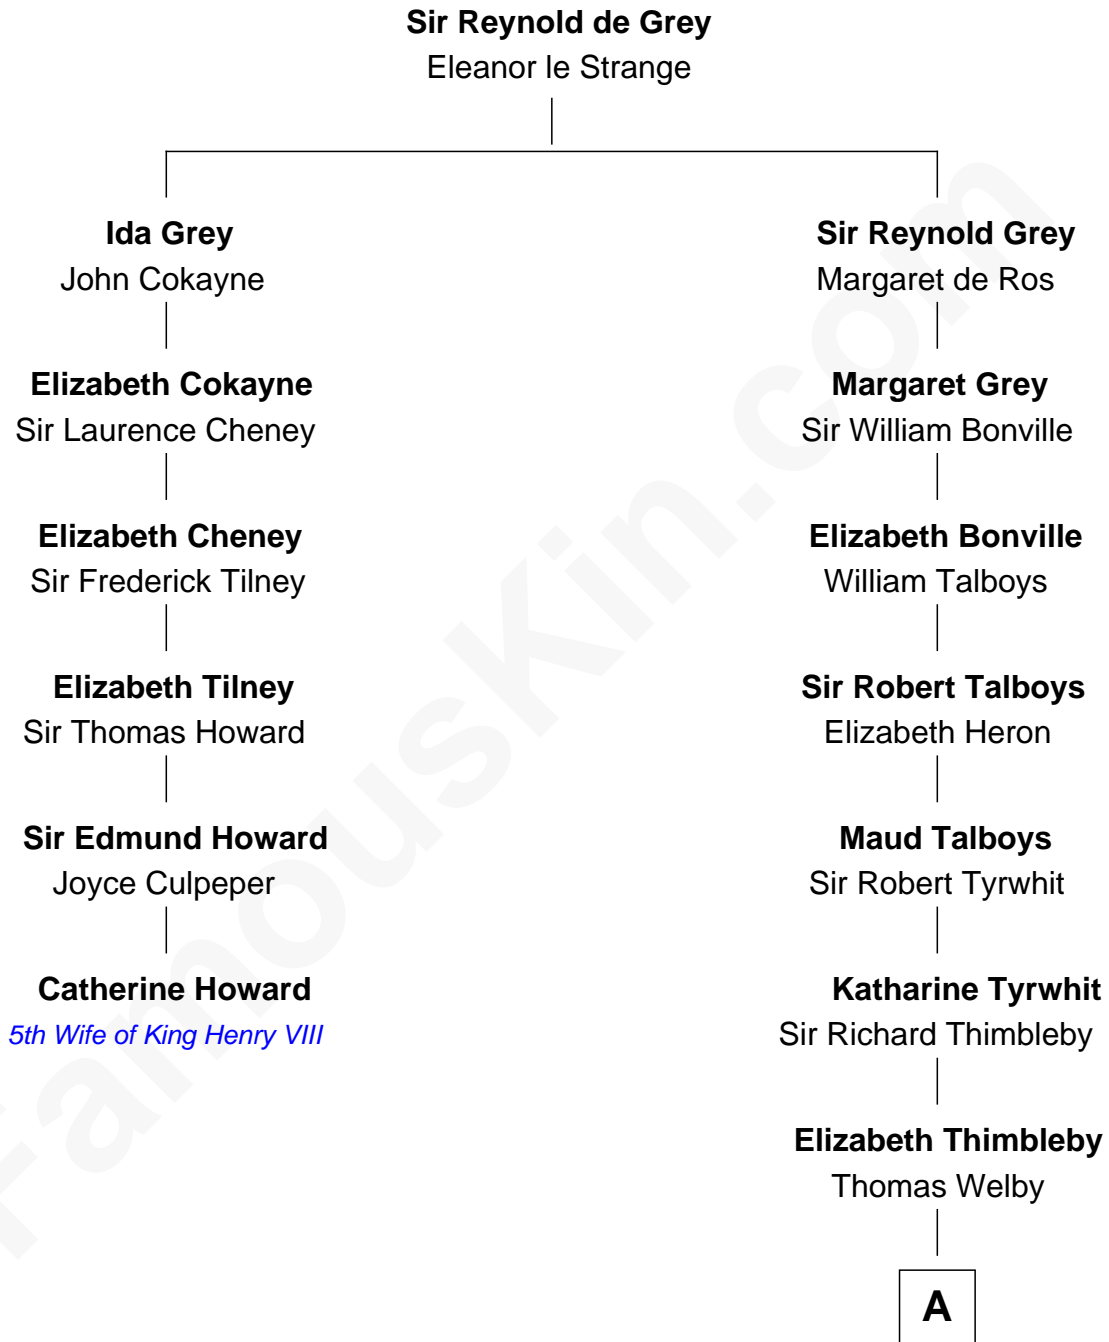 Sir Reynold de Grey
Eleanor le Strange
Ida Grey
John Cokayne
Sir Reynold Grey
Margaret de Ros
Elizabeth Cokayne
Sir Laurence Cheney
Margaret Grey
Sir William Bonville
Elizabeth Cheney
Sir Frederick Tilney
Elizabeth Bonville
William Talboys
Elizabeth Tilney
Sir Thomas Howard
Sir Robert Talboys
Elizabeth Heron
Sir Edmund Howard
Joyce Culpeper
Maud Talboys
Sir Robert Tyrwhit
Catherine Howard
5th Wife of King Henry VIII
Katharine Tyrwhit
Sir Richard Thimbleby
Elizabeth Thimbleby
Thomas Welby
A
FamousKin.com